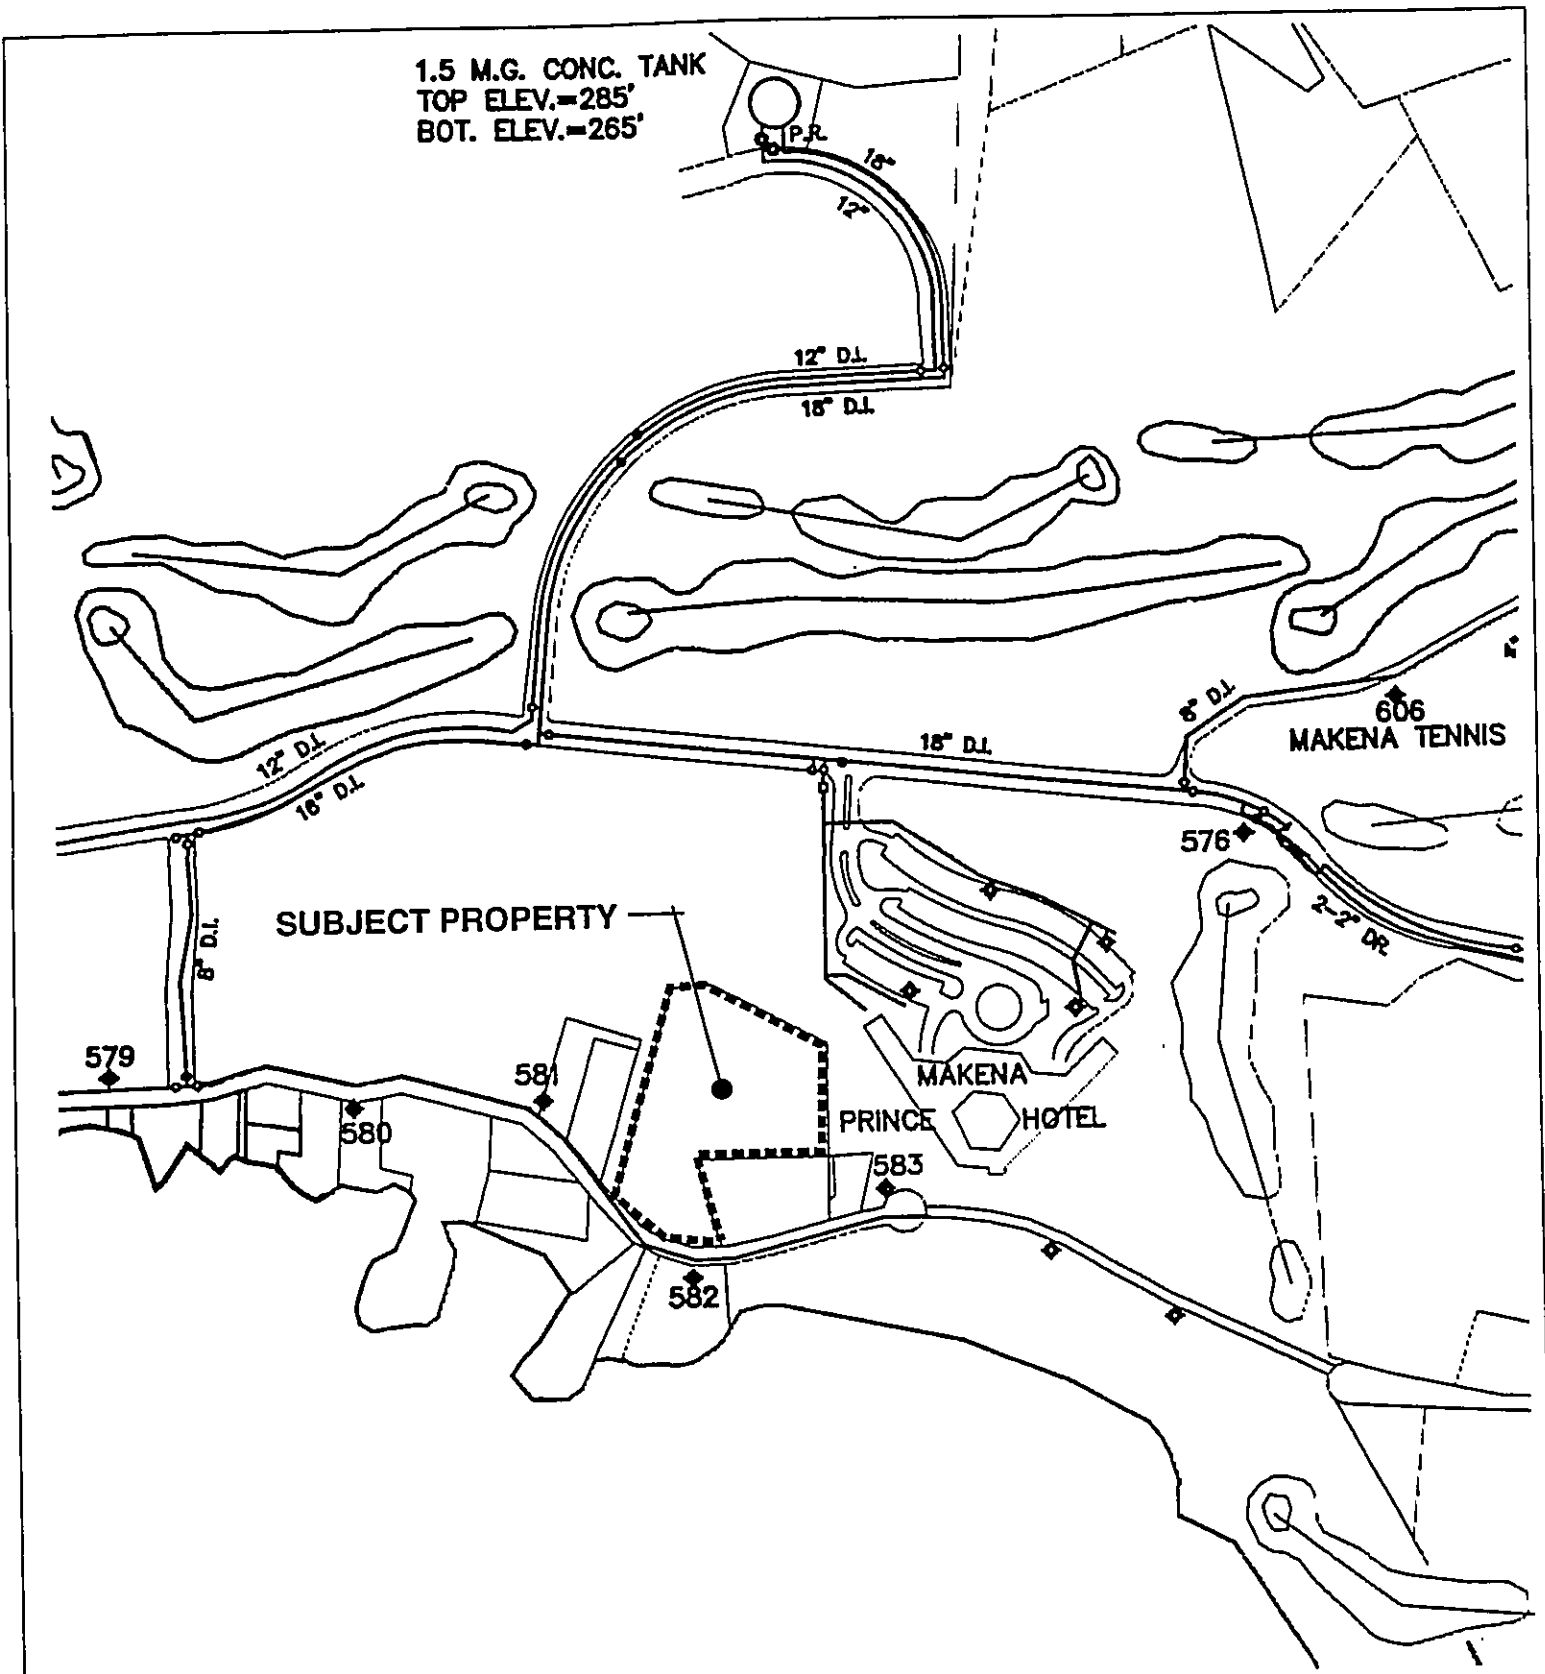 1.5 M.G. CONC. TANK
TOP ELEV.=285'
BOT. ELEV.=265'
P.R.
18"
12"
12" D.I.
18" D.I.
8" D.I.
606
MAKENA TENNIS
18" D.I.
12" D.I.
18" D.I.
576
2-2" DR.
SUBJECT PROPERTY
8" D.I.
579
581
580
MAKENA
PRINCE HOTEL
583
582